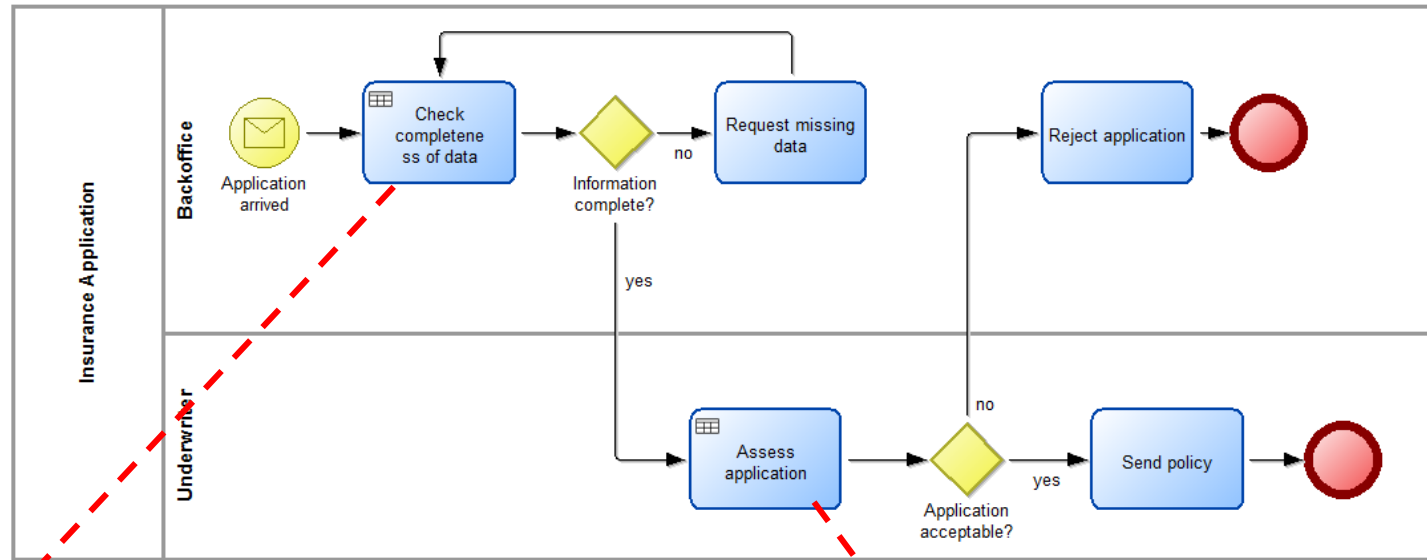 Insurance Application
Backoffice
Application
arrived
Check
completene
ss of data
Information
complete?
no
Request missing
data
yes
Reject application
Underwriter
Assess
application
Application
acceptable?
no
yes
Send policy